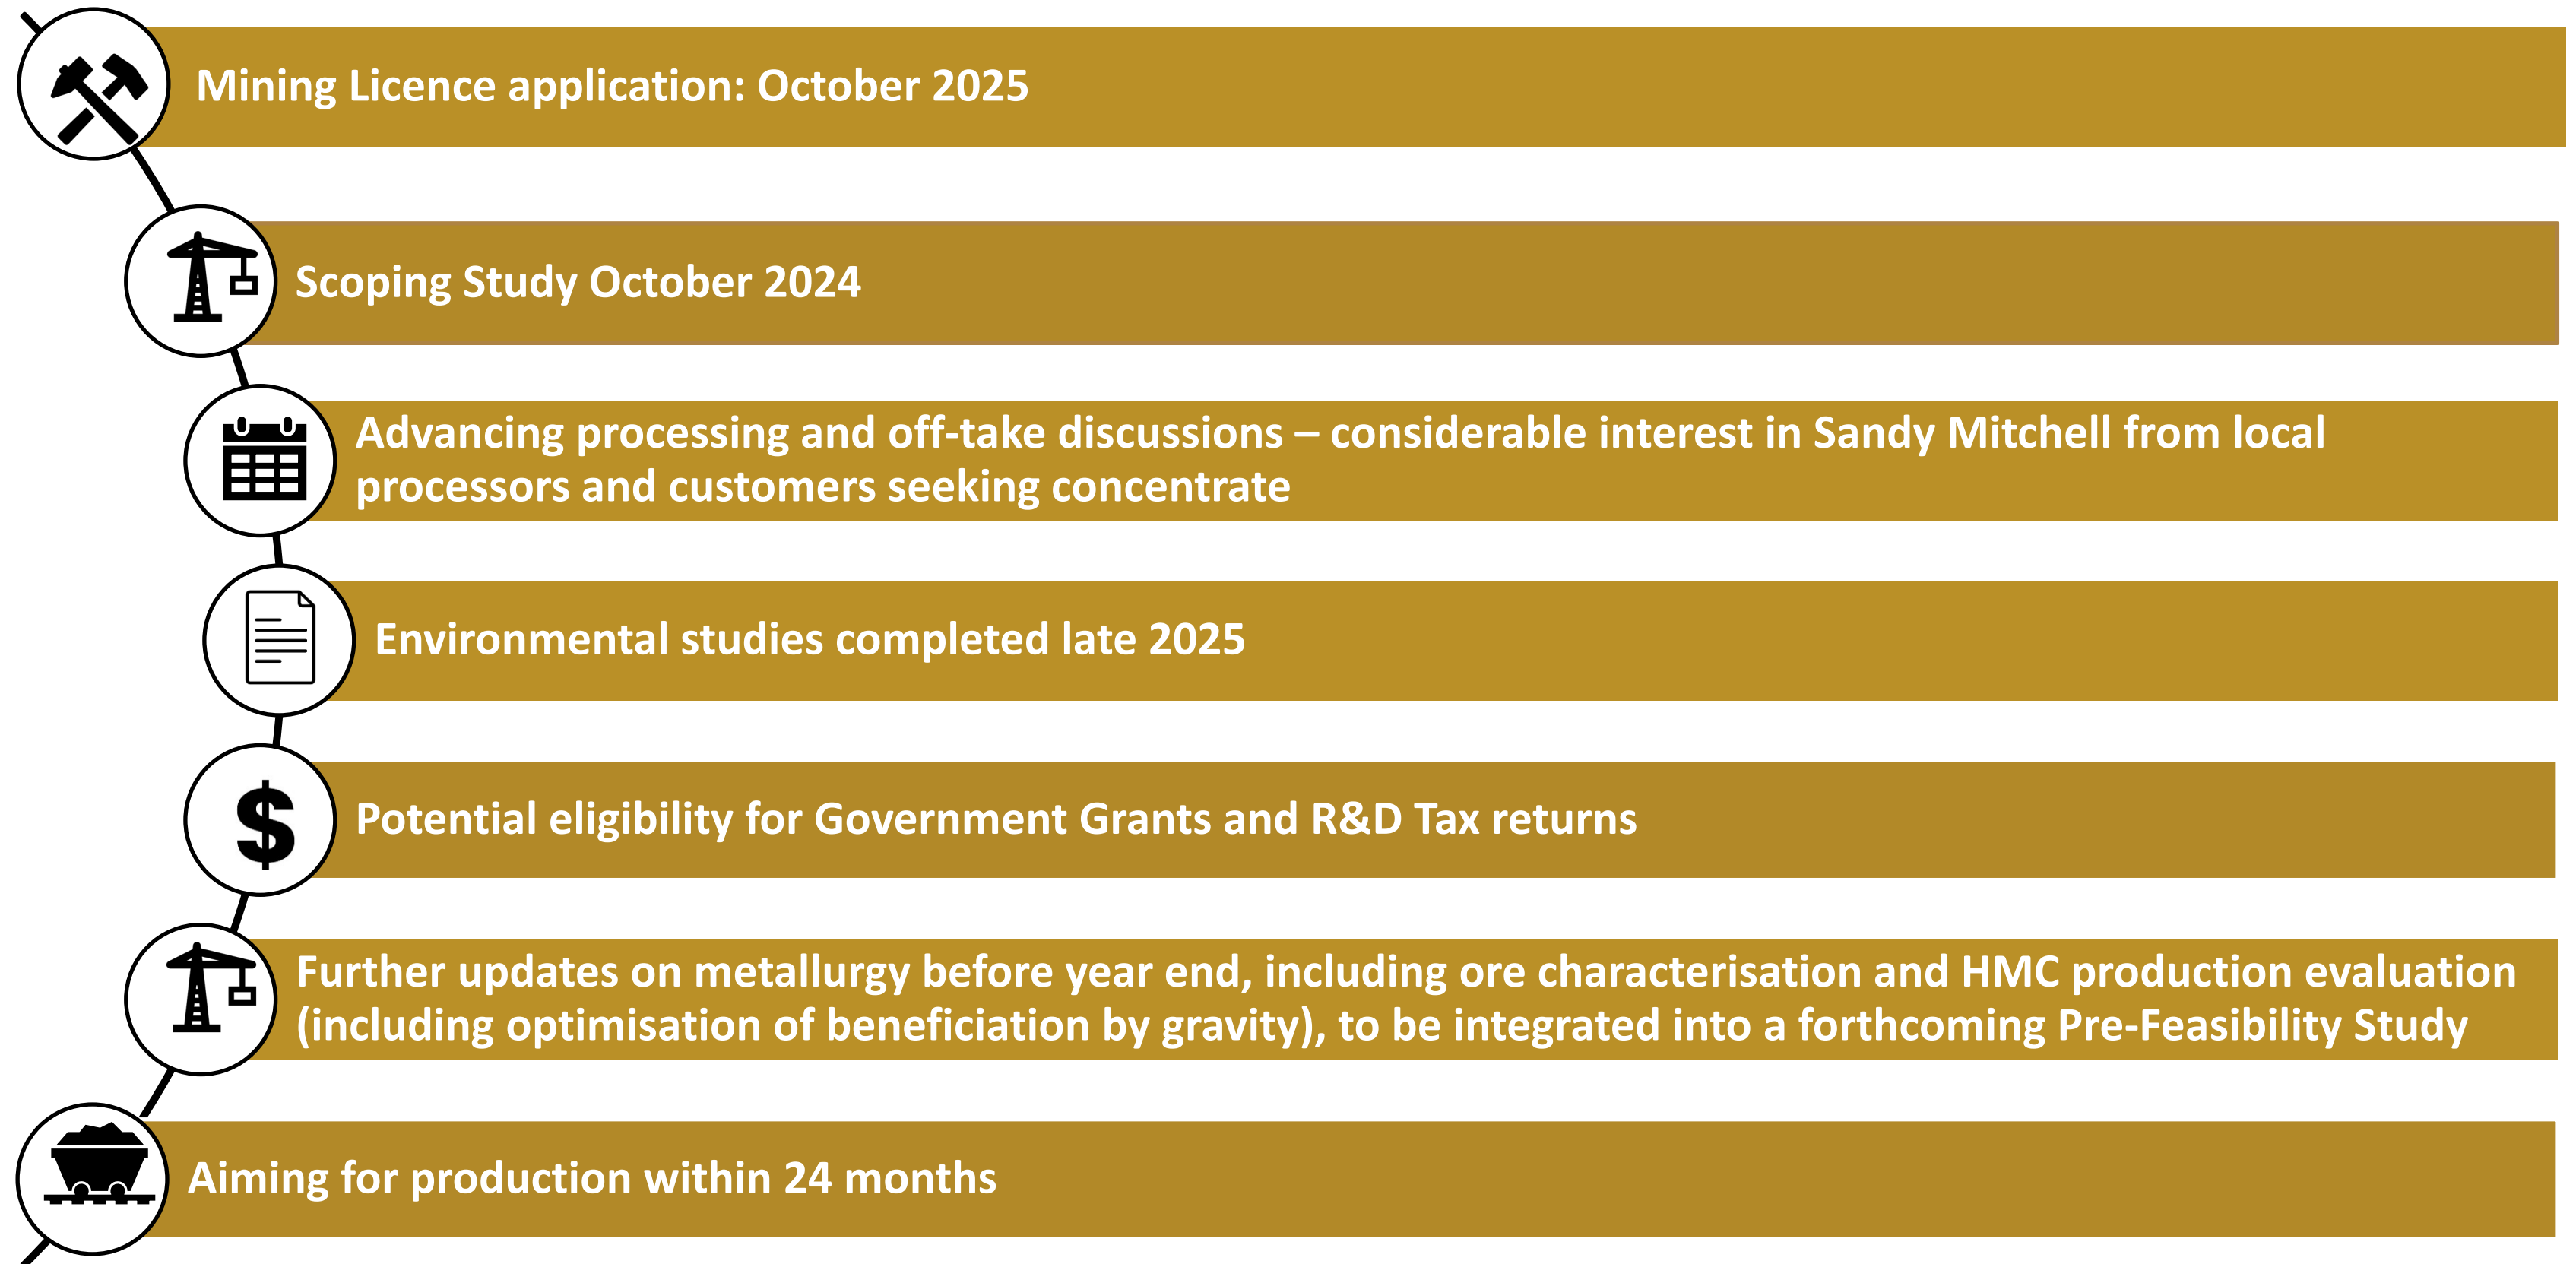 Mining Licence application: October 2025
Scoping Study October 2024
Advancing processing and off-take discussions – considerable interest in Sandy Mitchell from local
processors and customers seeking concentrate
Environmental studies completed late 2025
$
Potential eligibility for Government Grants and R&D Tax returns
Further updates on metallurgy before year end, including ore characterisation and HMC production evaluation
(including optimisation of beneficiation by gravity), to be integrated into a forthcoming Pre-Feasibility Study
Aiming for production within 24 months